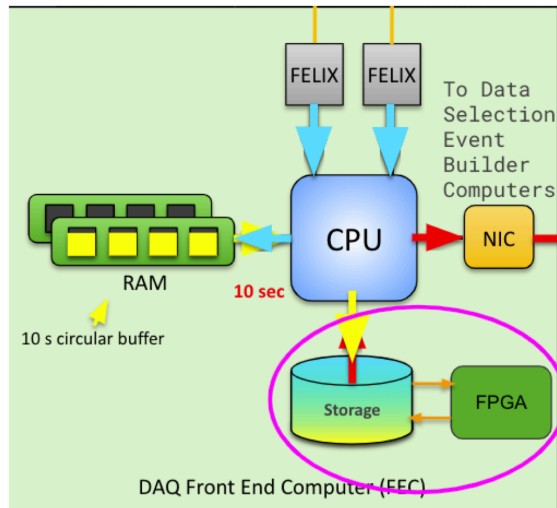 FELIX
FELIX
To Data
Selection
Event
Builder
Computers
CPU
NIC
RAM
10 sec
10 s circular buffer
Storage
FPGA
DAQ Front End Computer (FEC)